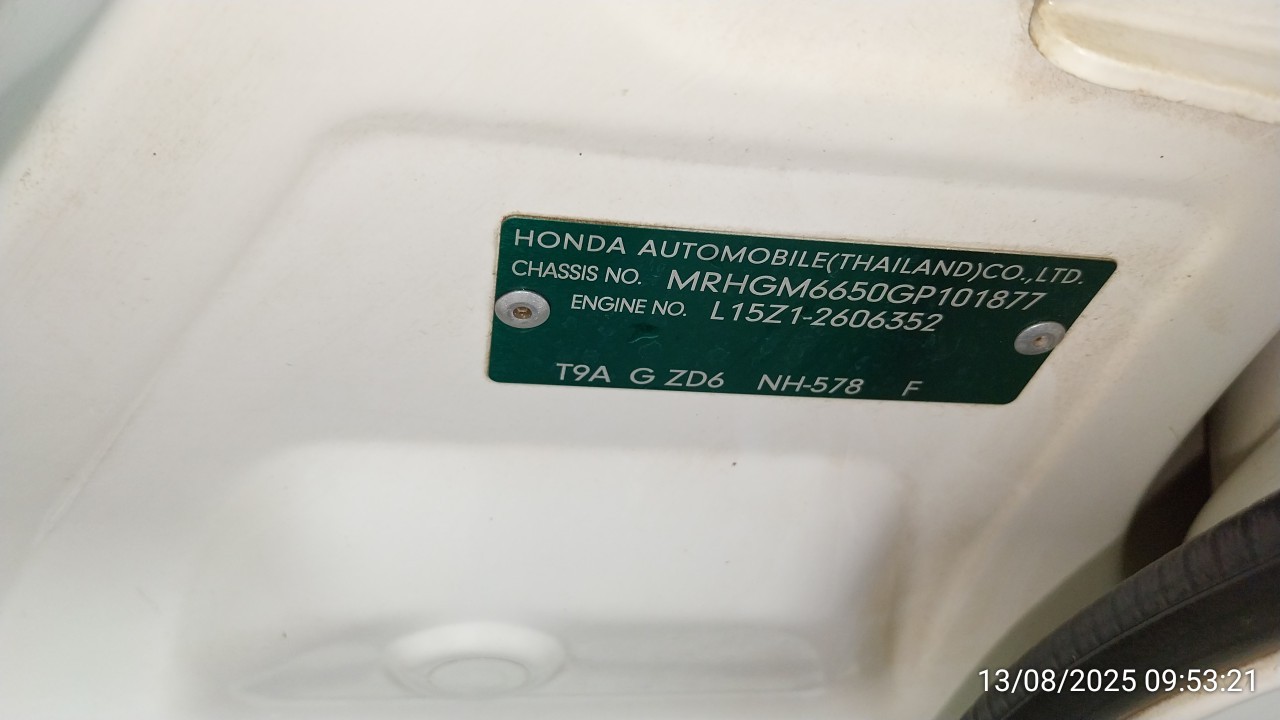 HONDA AUTOMOBILE(THAILAND)CO.,LTD.
CHASSIS NO. MRHGM6650GP101877
ENGINE NO. L15Z1-2606352
T9A G ZD6 NH-578 F
13/08/2025 09:53:21